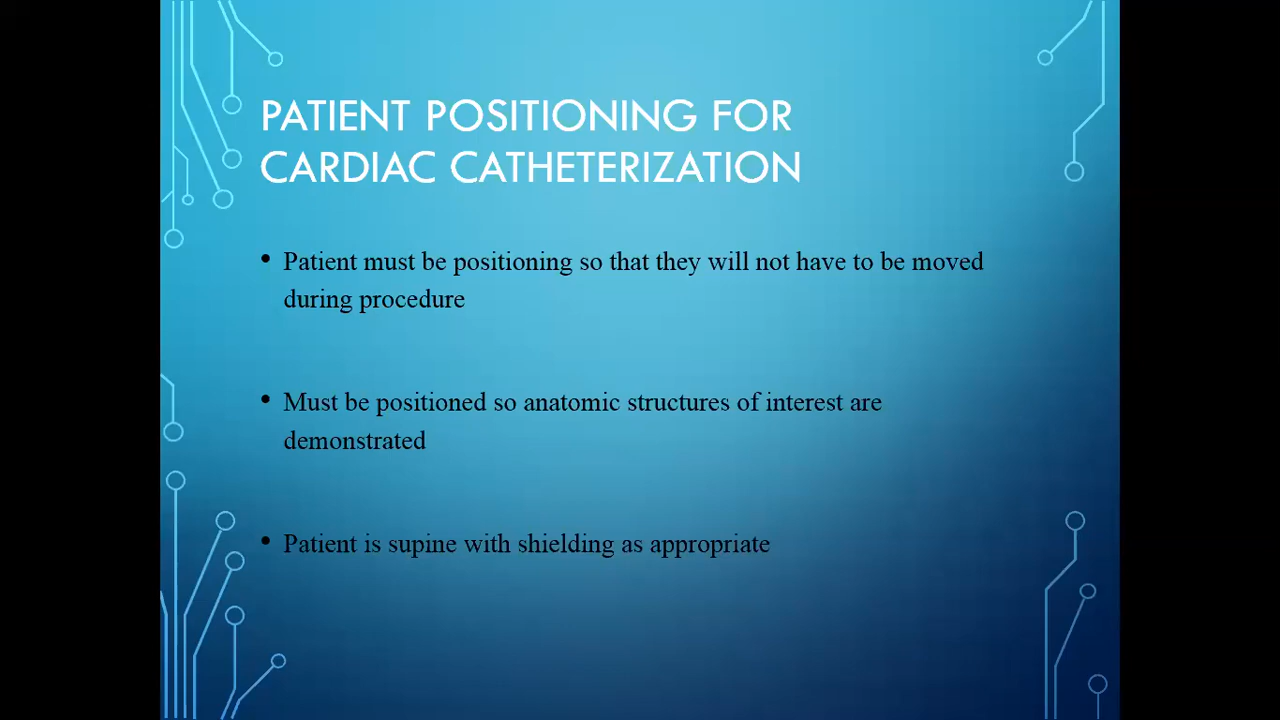 PATIENT POSITIONING FOR
CARDIAC CATHETERIZATION
• Patient must be positioning so that they will not have to be moved
during procedure
• Must be positioned so anatomic structures of interest are
demonstrated
• Patient is supine with shielding as appropriate